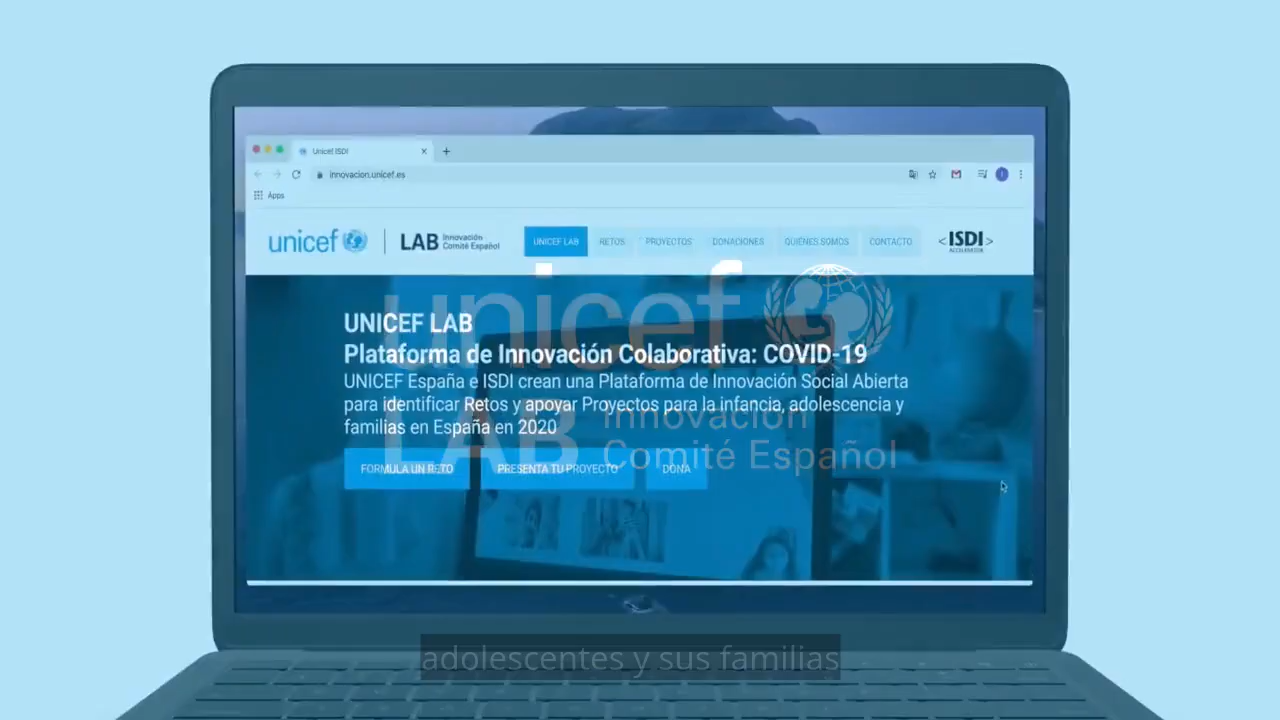 Unicef ISDI
innovacion.unicef.es
Apps
unicef
LAB Innovación
Comité Español
UNICEF LAB
RETOS
PROYECTOS
DONACIONES
QUIÉNES SOMOS
CONTACTO
<ISDI>
ACCELERATOR
unicef
UNICEF LAB
Plataforma de Innovación Colaborativa: COVID-19
UNICEF España e ISDI crean una Plataforma de Innovación Social Abierta
para identificar Retos y apoyar Proyectos para la infancia, adolescencia y
familias en España en 2020
LAB Innovación
Comité Español
FORMULA UN RETO
PRESENTA TU PROYECTO
DONA
adolescentes y sus familias